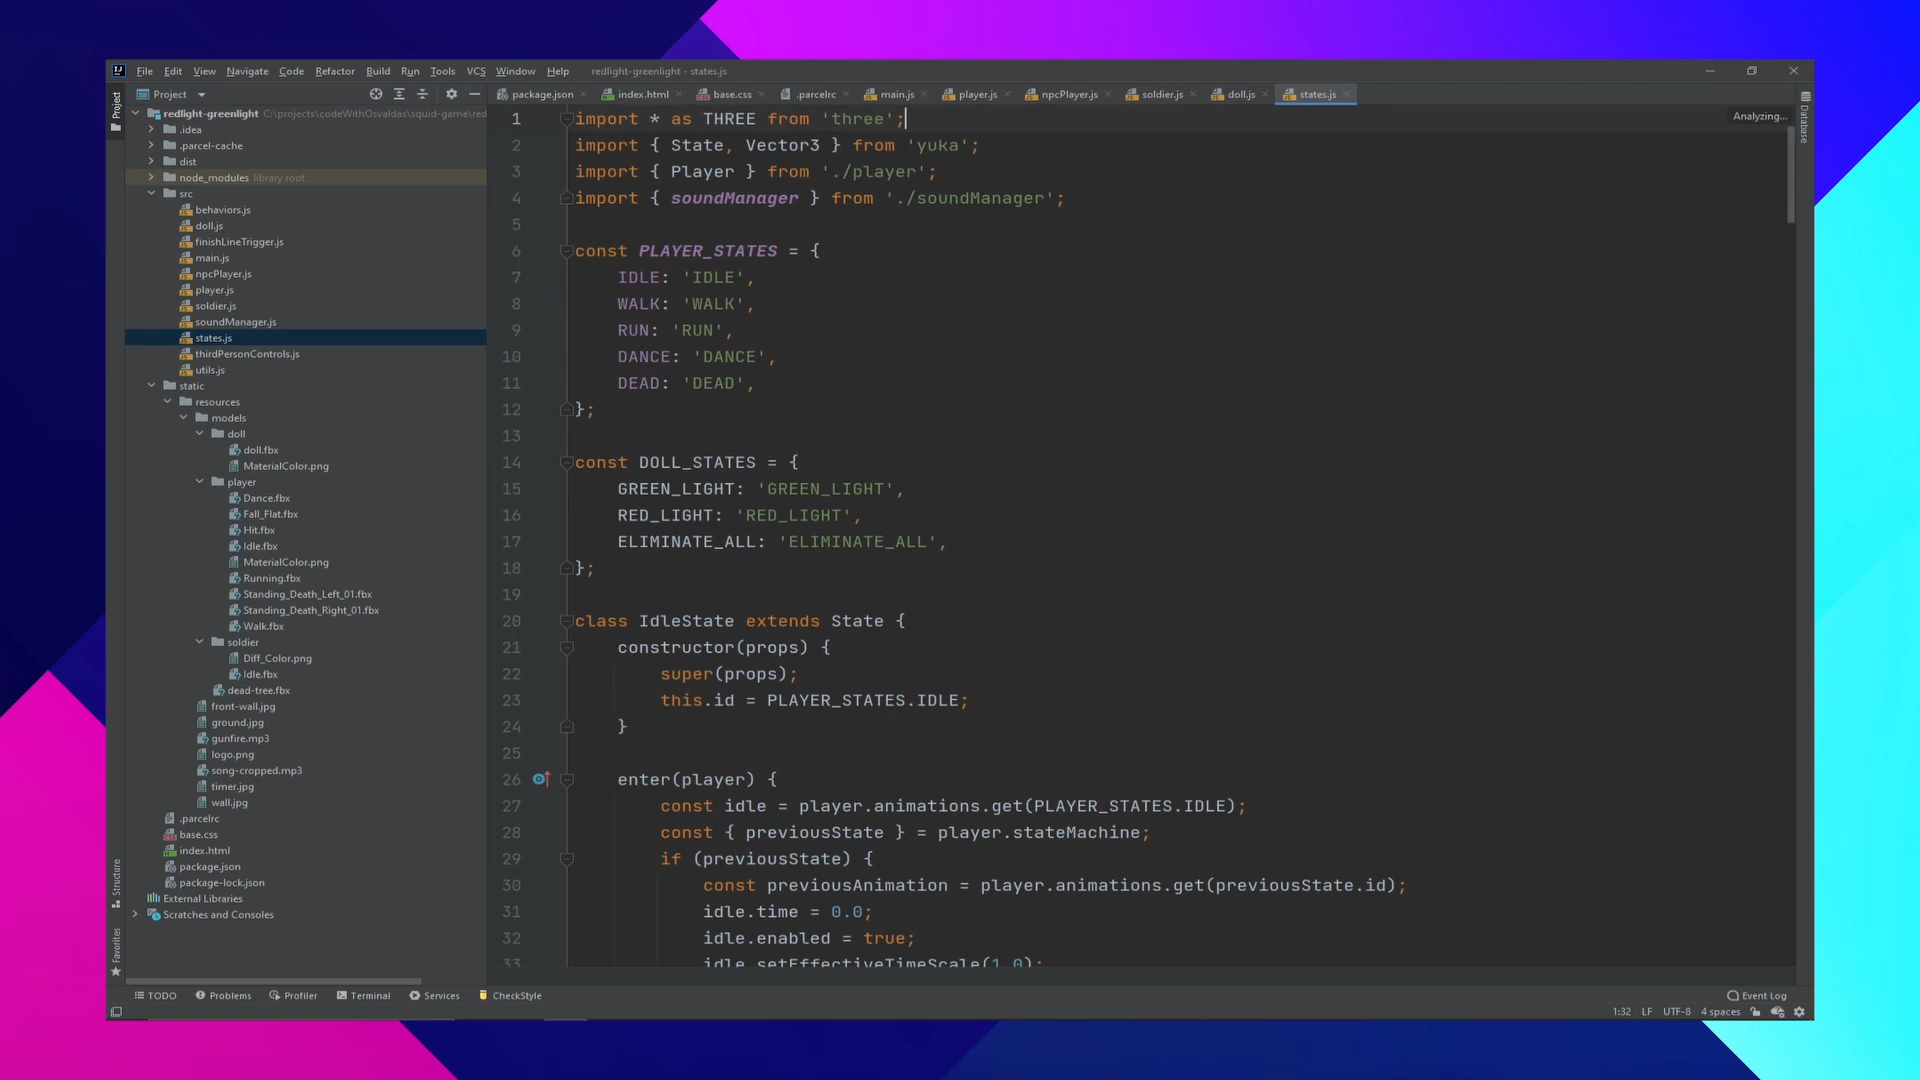 File Edit View Navigate Code Refactor Build Run Tools VCS Window Help redlight-greenlight - states.js
Project
package.json index.html base.css .parcelrc main.js player.js npcPlayer.js soldier.js doll.js states.js
Project
redlight-greenlight C:\projects\codeWithOsvaldas\squid-game\red
.idea
.parcel-cache
dist
node_modules library root
src
behaviors.js
doll.js
finishLineTrigger.js
main.js
npcPlayer.js
player.js
soldier.js
soundManager.js
states.js
thirdPersonControls.js
utils.js
static
resources
models
doll
doll.fbx
MaterialColor.png
player
Dance.fbx
Fall_Flat.fbx
Hit.fbx
Idle.fbx
MaterialColor.png
Running.fbx
Standing_Death_Left_01.fbx
Standing_Death_Right_01.fbx
Walk.fbx
soldier
Diff_Color.png
Idle.fbx
dead-tree.fbx
front-wall.jpg
ground.jpg
gunfire.mp3
logo.png
song-cropped.mp3
timer.jpg
wall.jpg
.parcelrc
base.css
index.html
package.json
package-lock.json
External Libraries
Scratches and Consoles
Structure
Favorites
1 import * as THREE from 'three';
2 import { State, Vector3 } from 'yuka';
3 import { Player } from './player';
4 import { soundManager } from './soundManager';
5
6 const PLAYER_STATES = {
7 IDLE: 'IDLE',
8 WALK: 'WALK',
9 RUN: 'RUN',
10 DANCE: 'DANCE',
11 DEAD: 'DEAD',
12 };
13
14 const DOLL_STATES = {
15 GREEN_LIGHT: 'GREEN_LIGHT',
16 RED_LIGHT: 'RED_LIGHT',
17 ELIMINATE_ALL: 'ELIMINATE_ALL',
18 };
19
20 class IdleState extends State {
21 constructor(props) {
22 super(props);
23 this.id = PLAYER_STATES.IDLE;
24 }
25
26 enter(player) {
27 const idle = player.animations.get(PLAYER_STATES.IDLE);
28 const { previousState } = player.stateMachine;
29 if (previousState) {
30 const previousAnimation = player.animations.get(previousState.id);
31 idle.time = 0.0;
32 idle.enabled = true;
33 idle.setEffectiveTimeScale(1.0);
Analyzing...
Database
TODO Problems Profiler Terminal Services CheckStyle Event Log
1:32 LF UTF-8 4 spaces